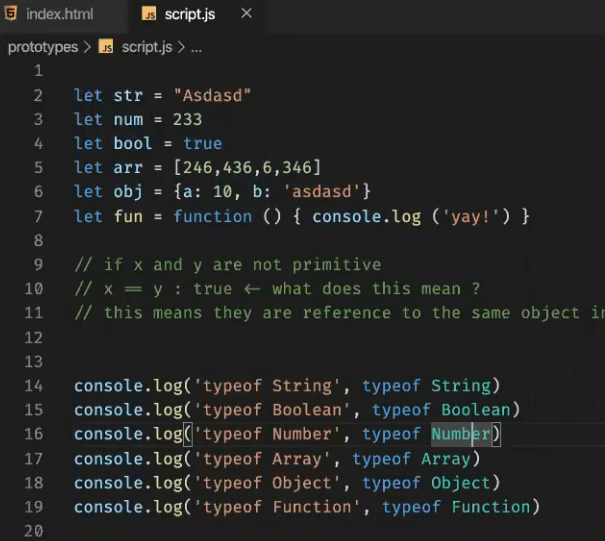 index.html
JS script.js ×
prototypes > JS script.js > ...
1
2 let str = "Asdasd"
3 let num = 233
4 let bool = true
5 let arr = [246,436,6,346]
6 let obj = {a: 10, b: 'asdasd'}
7 let fun = function () { console.log ('yay!') }
8
9 // if x and y are not primitive
10 // x == y : true <- what does this mean ?
11 // this means they are reference to the same object in
12
13
14 console.log('typeof String', typeof String)
15 console.log('typeof Boolean', typeof Boolean)
16 console.log('typeof Number', typeof Number)
17 console.log('typeof Array', typeof Array)
18 console.log('typeof Object', typeof Object)
19 console.log('typeof Function', typeof Function)
20